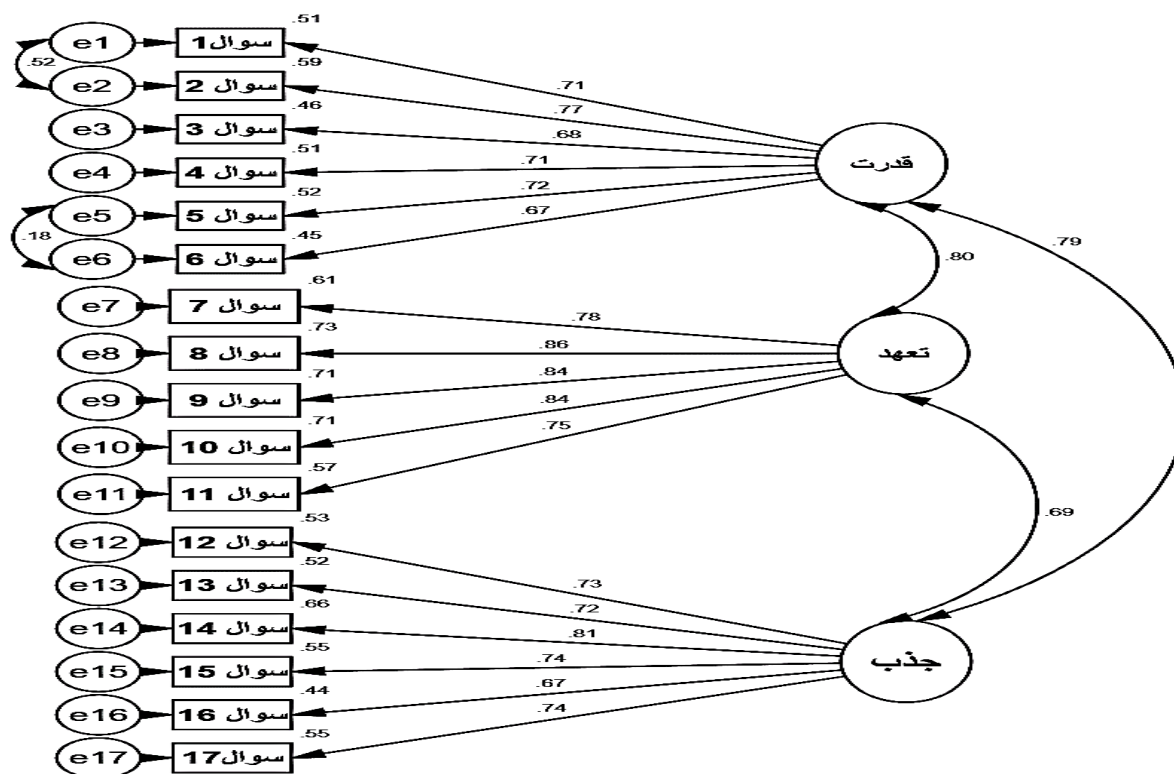 .51
e1 سوال1
.71
.52
.59
e2 سوال 2
.77
.46
e3 سوال 3
.68
.51
e4 سوال 4
.71
قدرت
.52
e5 سوال 5
.72
.18
.45
e6 سوال 6
.67
.79
.80
.61
e7 سوال 7
.78
.73
e8 سوال 8
.86
تعهد
.71
e9 سوال 9
.84
.71
e10 سوال 10
.84
.57
e11 سوال 11
.75
.69
.53
e12 سوال 12
.73
.52
e13 سوال 13
.72
.66
e14 سوال 14
.81
جذب
.55
e15 سوال 15
.74
.44
e16 سوال 16
.67
.55
e17 سوال17
.74